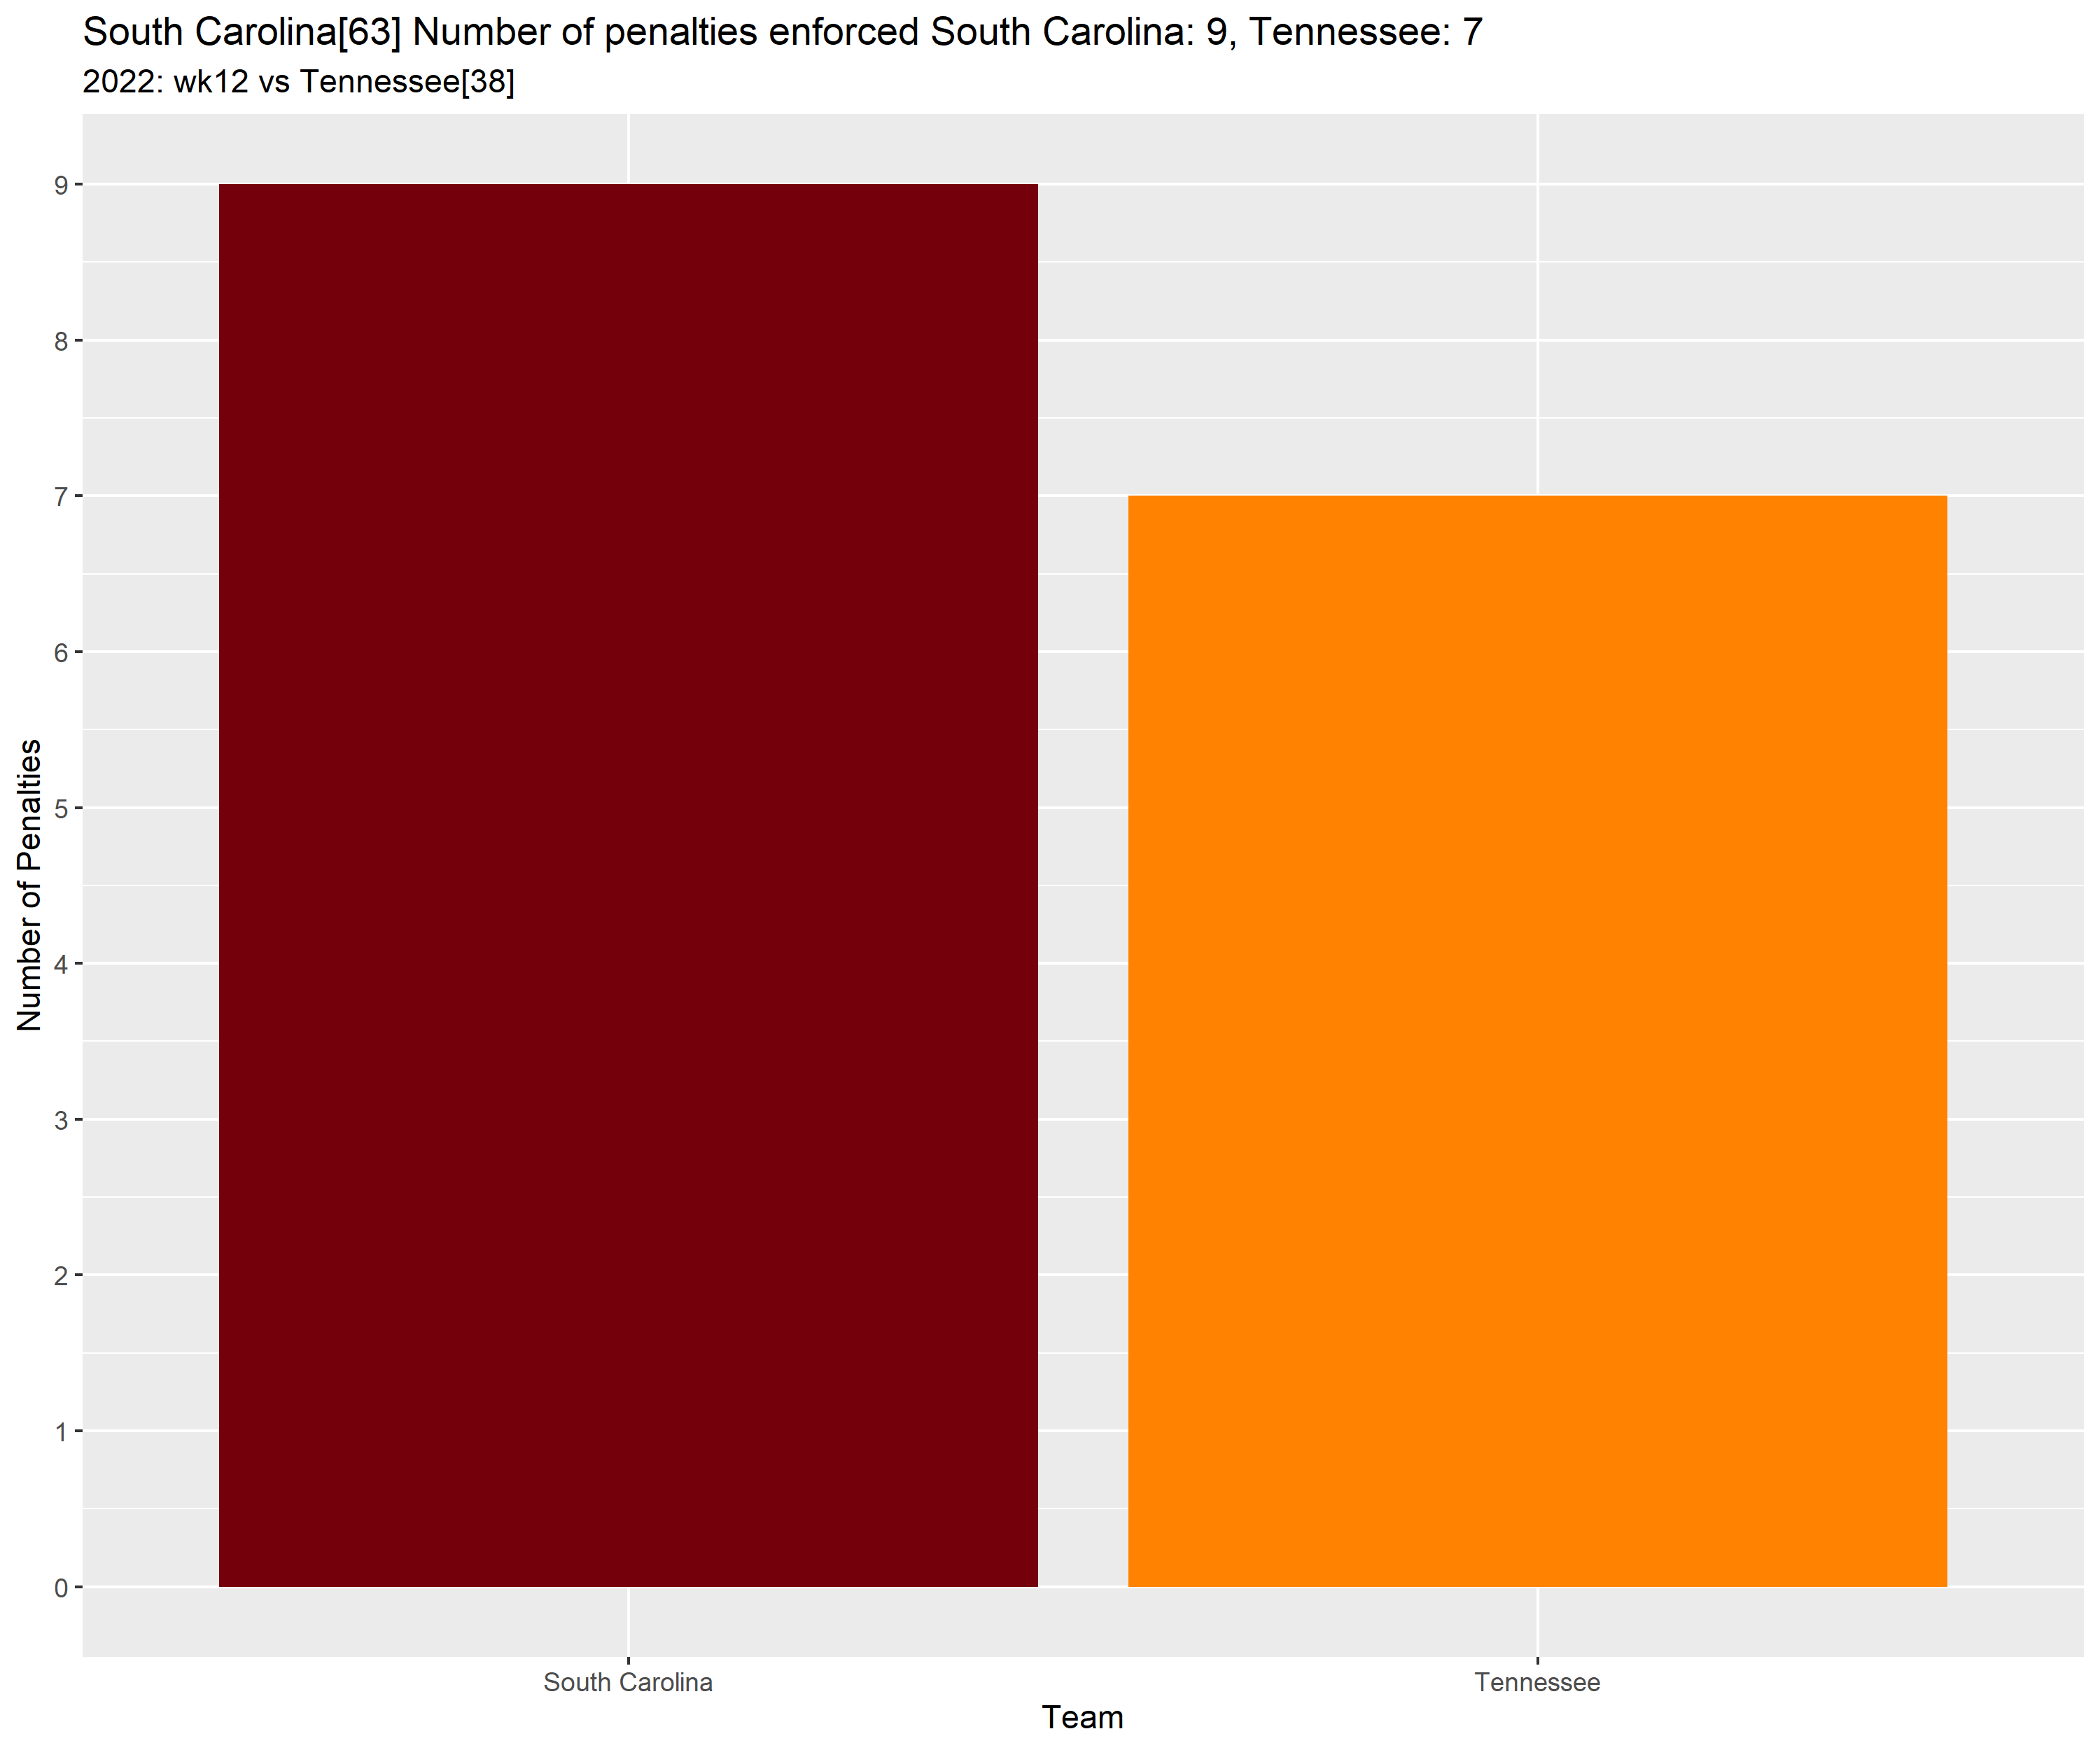 South Carolina[63] Number of penalties enforced South Carolina: 9, Tennessee: 7
2022: wk12 vs Tennessee[38]
Number of Penalties
9
8
7
6
5
4
3
2
1
0
South Carolina
Tennessee
Team